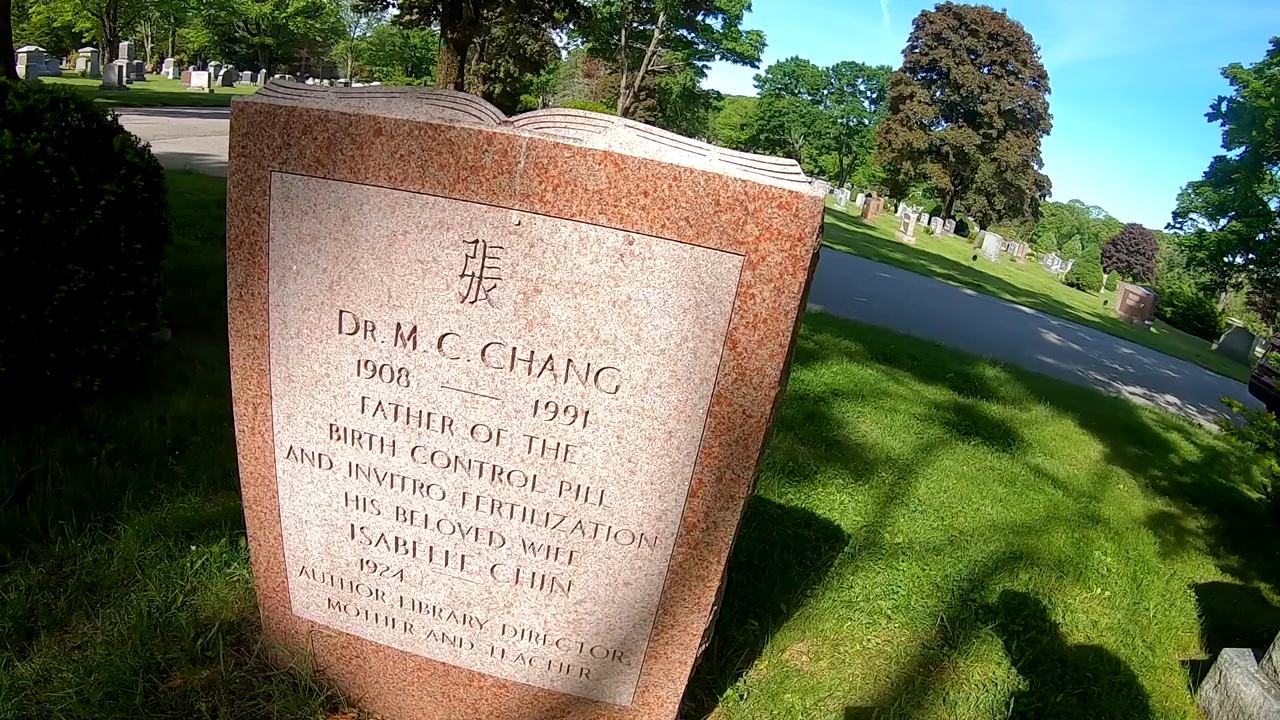 張
DR. M. C. CHANG
1908 — 1991
FATHER OF THE
BIRTH CONTROL PILL
AND INVITRO FERTILIZATION
HIS BELOVED WIFE
ISABELLE CHIN
1924 —
AUTHOR, LIBRARY DIRECTOR,
MOTHER AND TEACHER